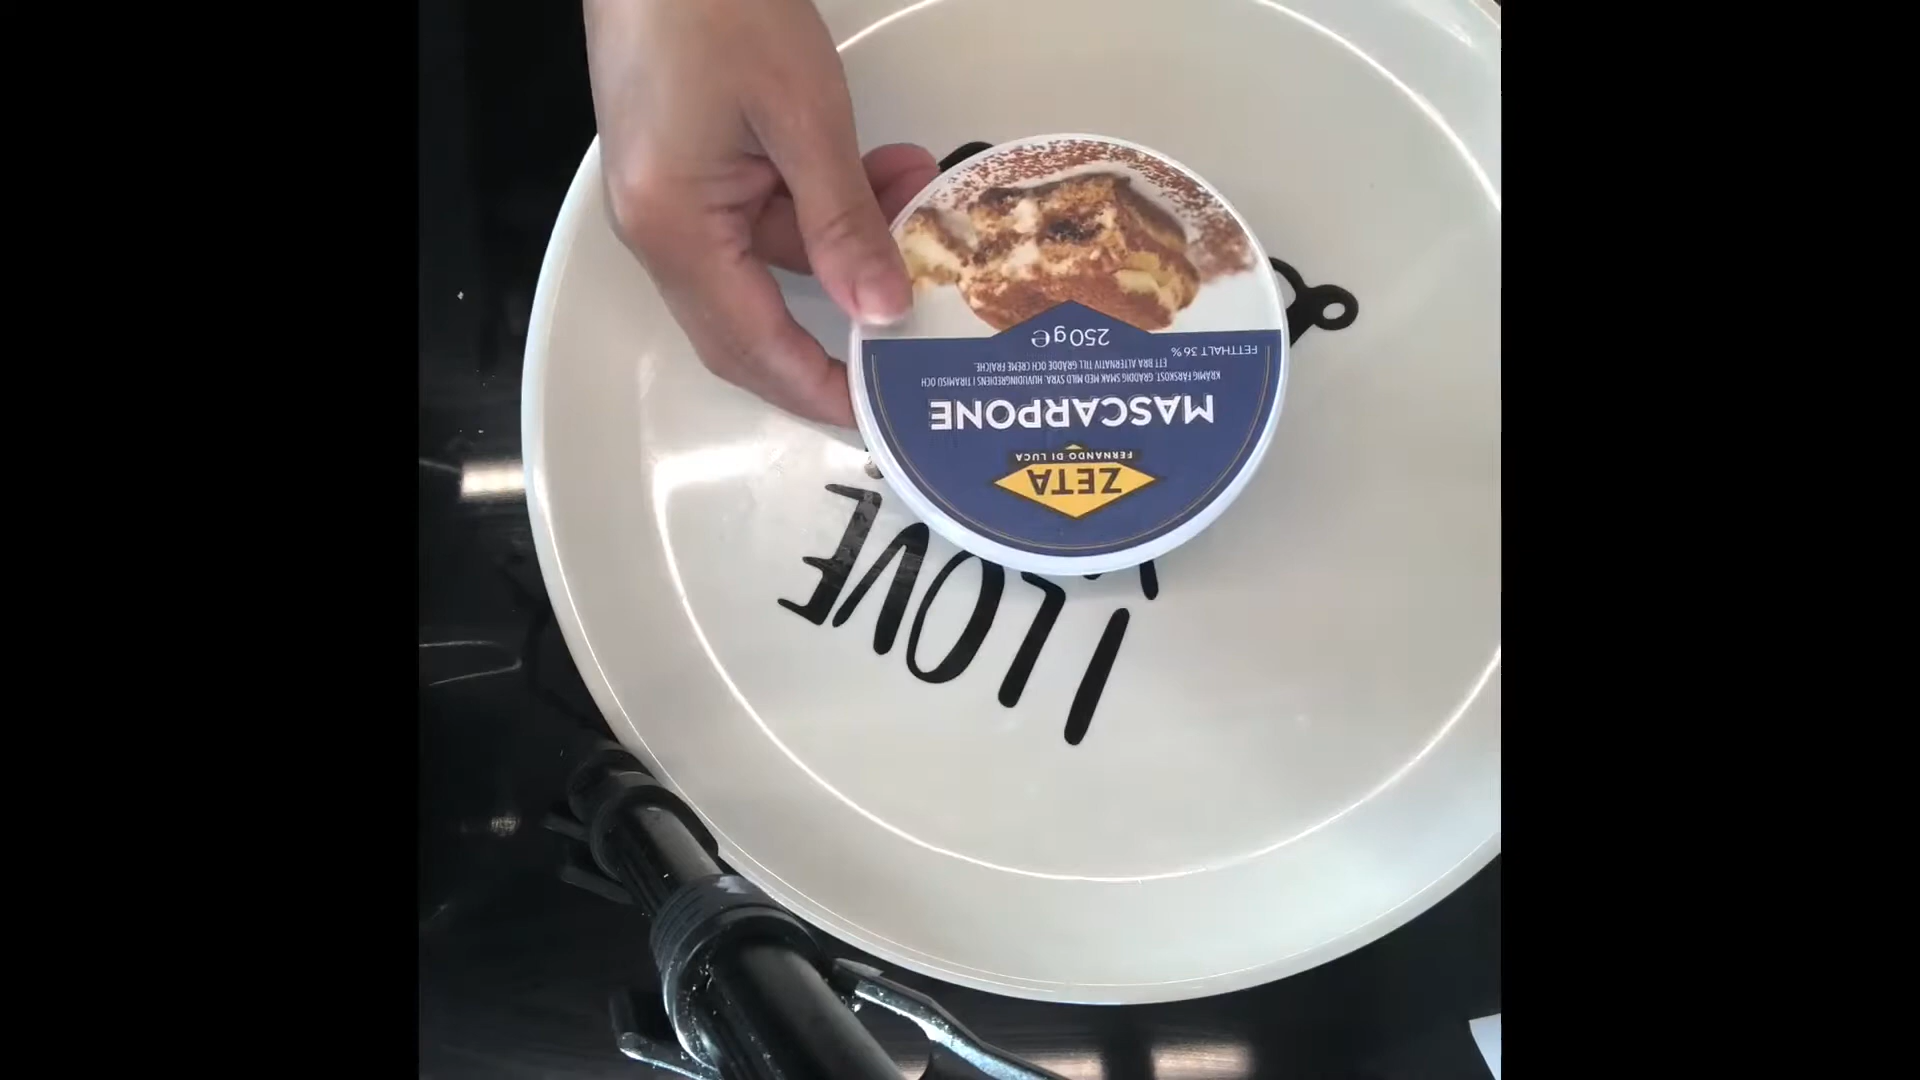 ZETA
FERNANDO DI LUCA
MASCARPONE
KRÄMIG FÄRSKOST. GRÄDDIG SMAK MED MILD SYRA. HUVUDINGREDIENS I TIRAMISU OCH
ETT BRA ALTERNATIV TILL GRÄDDE OCH CRÈME FRAICHE.
FETTHALT 36 %
250 g e
I LOVE